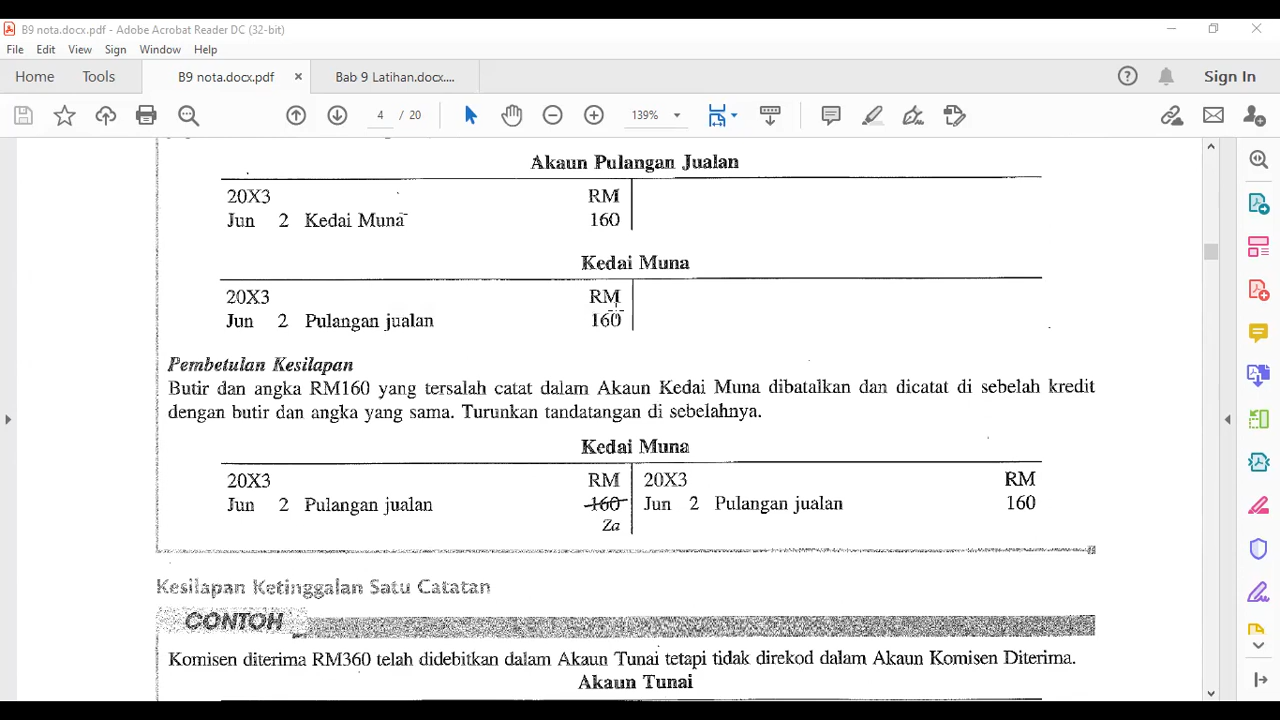 B9 nota.docx.pdf - Adobe Acrobat Reader DC (32-bit)
File Edit View Sign Window Help
Home Tools B9 nota.docx.pdf × Bab 9 Latihan.docx.... Sign In
4 / 20 139%
Akaun Pulangan Jualan
20X3 RM
Jun 2 Kedai Muna 160
Kedai Muna
20X3 RM
Jun 2 Pulangan jualan 160
Pembetulan Kesilapan
Butir dan angka RM160 yang tersalah catat dalam Akaun Kedai Muna dibatalkan dan dicatat di sebelah kredit
dengan butir dan angka yang sama. Turunkan tandatangan di sebelahnya.
Kedai Muna
20X3 RM 20X3 RM
Jun 2 Pulangan jualan 160 Jun 2 Pulangan jualan 160
Za
Kesilapan Ketinggalan Satu Catatan
CONTOH
Komisen diterima RM360 telah didebitkan dalam Akaun Tunai tetapi tidak direkod dalam Akaun Komisen Diterima.
Akaun Tunai